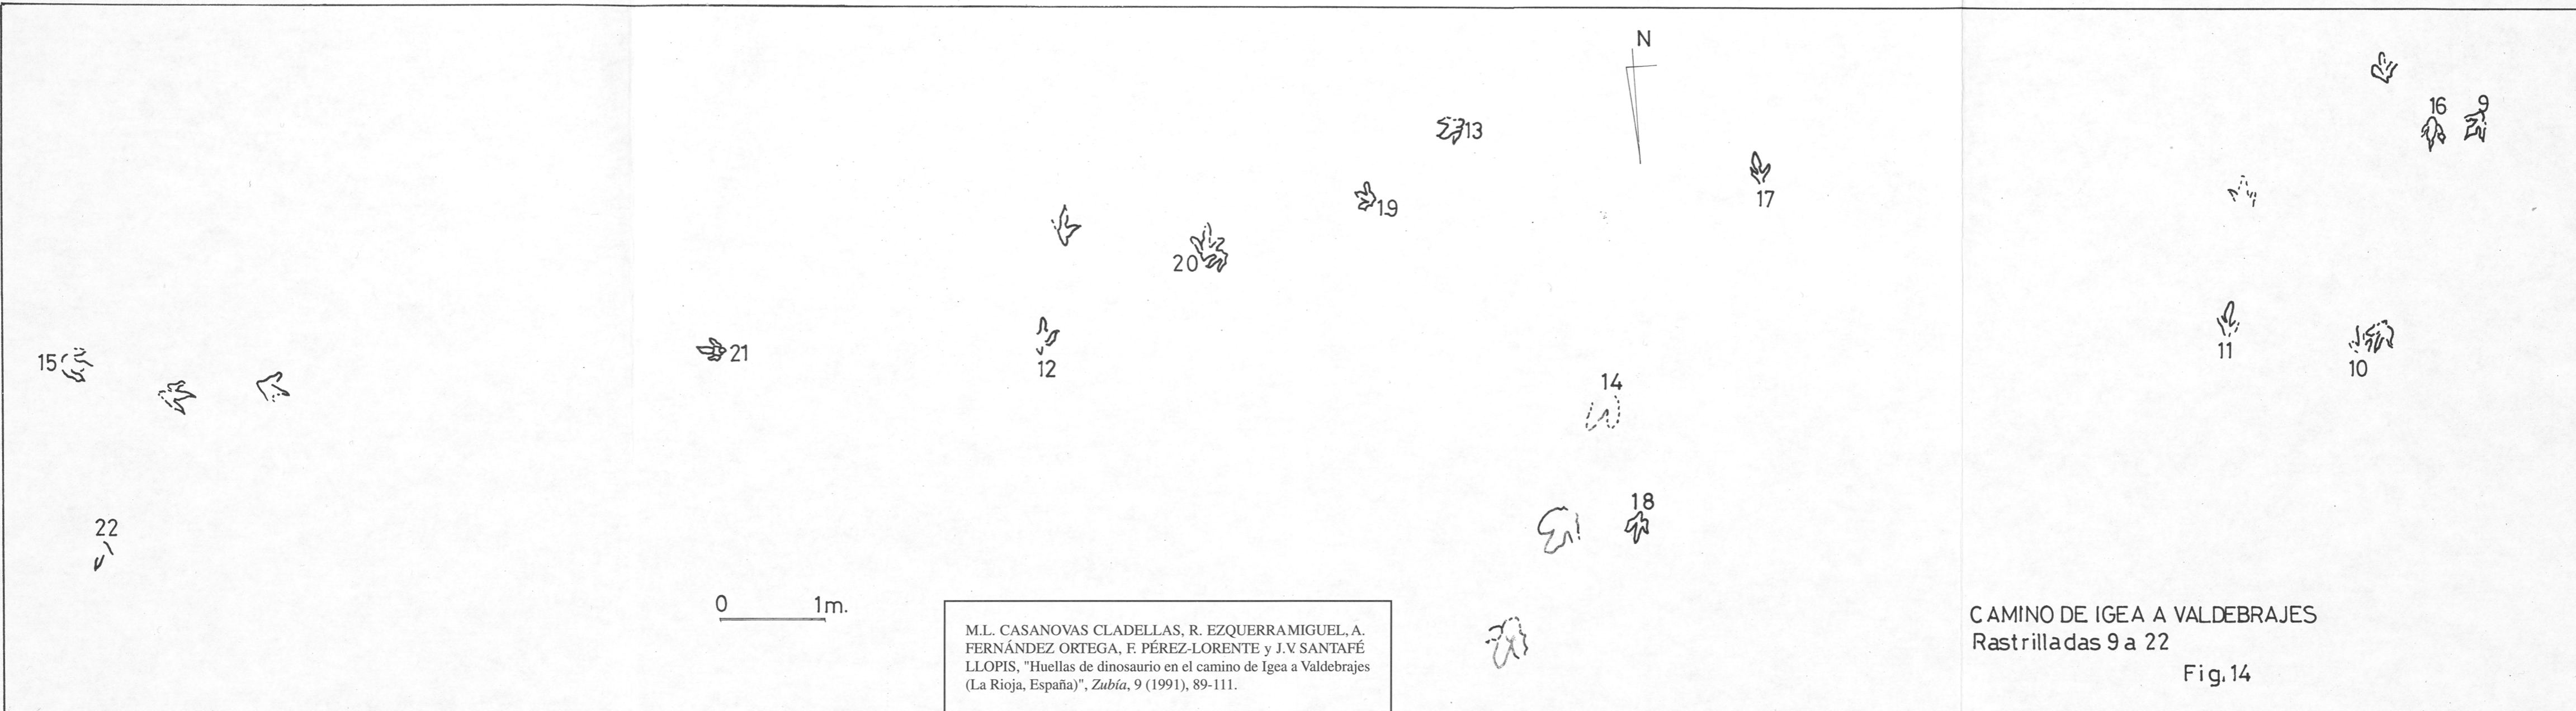 N
16 9
13
17
19
20
15
21
12
11
10
14
22
18
0 1m.
CAMINO DE IGEA A VALDEBRAJES
Rastrilladas 9 a 22
Fig.14
M.L. CASANOVAS CLADELLAS, R. EZQUERRA MIGUEL, A.
FERNÁNDEZ ORTEGA, F. PÉREZ-LORENTE y J.V. SANTAFÉ
LLOPIS, "Huellas de dinosaurio en el camino de Igea a Valdebrajes
(La Rioja, España)", Zubía, 9 (1991), 89-111.